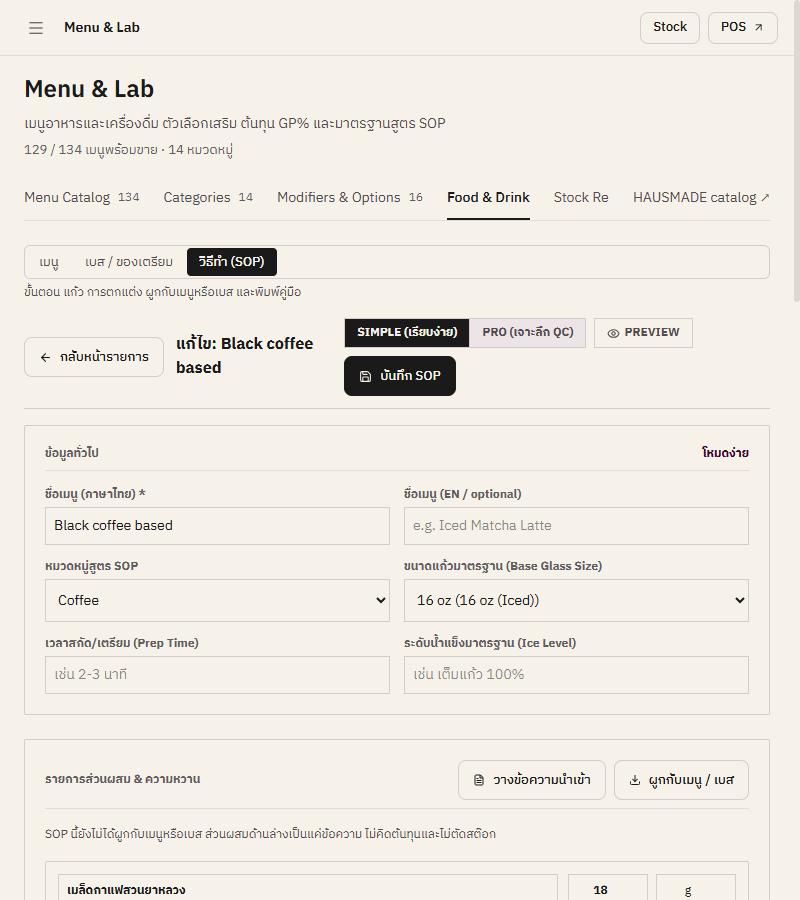 Menu & Lab
Stock
POS
Menu & Lab
เมนูอาหารและเครื่องดื่ม ตัวเลือกเสริม ต้นทุน GP% และมาตรฐานสูตร SOP
129 / 134 เมนูพร้อมขาย · 14 หมวดหมู่
Menu Catalog 134
Categories 14
Modifiers & Options 16
Food & Drink
Stock Re
HAUSMADE catalog ↗
เมนู
เบส / ของเตรียม
วิธีทำ (SOP)
ขั้นตอน แก้ว การตกแต่ง ผูกกับเมนูหรือเบส และพิมพ์คู่มือ
กลับหน้ารายการ
แก้ไข: Black coffee based
SIMPLE (เรียบง่าย)
PRO (เจาะลึก QC)
PREVIEW
บันทึก SOP
ข้อมูลทั่วไป
โหมดง่าย
ชื่อเมนู (ภาษาไทย) *
ชื่อเมนู (EN / optional)
Black coffee based
e.g. Iced Matcha Latte
หมวดหมู่สูตร SOP
ขนาดแก้วมาตรฐาน (Base Glass Size)
Coffee
16 oz (16 oz (Iced))
เวลาสกัด/เตรียม (Prep Time)
ระดับน้ำแข็งมาตรฐาน (Ice Level)
เช่น 2-3 นาที
เช่น เต็มแก้ว 100%
รายการส่วนผสม & ความหวาน
วางข้อความนำเข้า
ผูกกับเมนู / เบส
SOP นี้ยังไม่ได้ผูกกับเมนูหรือเบส ส่วนผสมด้านล่างเป็นแค่ข้อความ ไม่คิดต้นทุนและไม่ตัดสต๊อก
เมล็ดกาแฟสวนยาหลวง
18
g